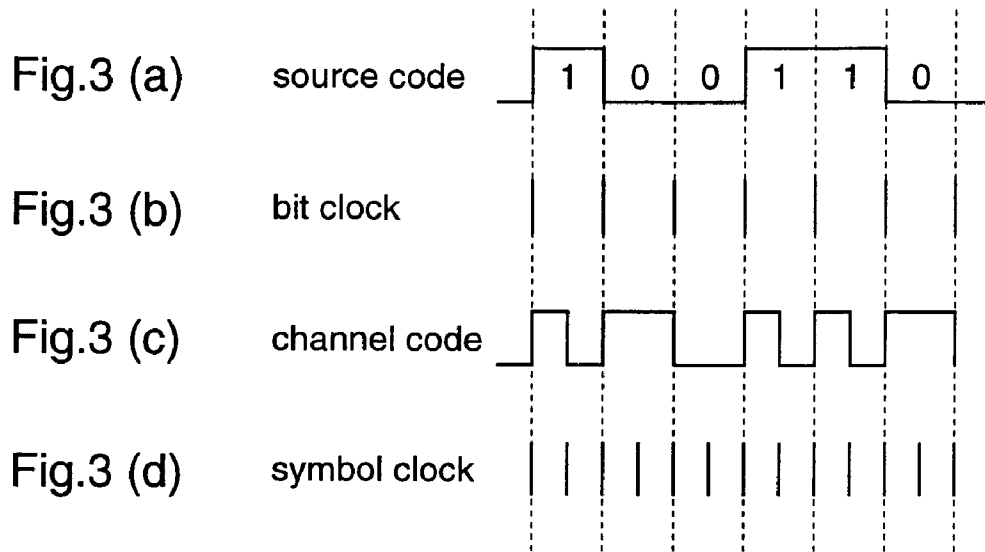 Fig.3 (a) source code 1 0 0 1 1 0
Fig.3 (b) bit clock
Fig.3 (c) channel code
Fig.3 (d) symbol clock